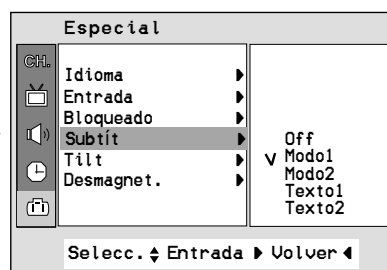 Especial
CH.
Idioma
Entrada
Bloqueado
Subtít
Tilt
Desmagnet.
Off
Modo1
Modo2
Texto1
Texto2
Selecc. Entrada Volver